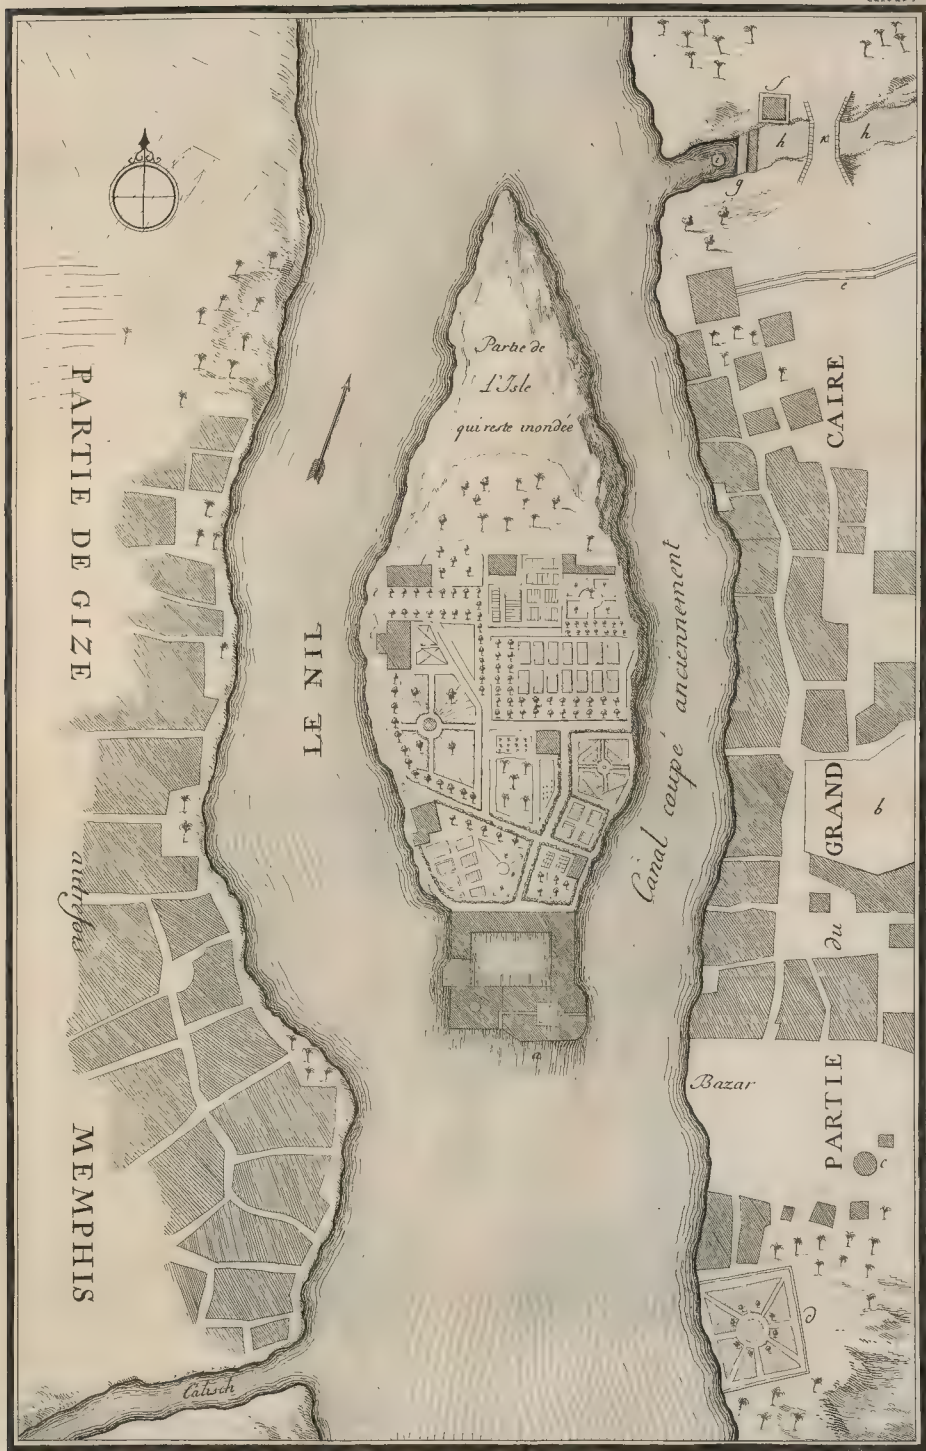 f
h
K
h
i
g
e
Partie de
l'Isle
qui reste inondée
PARTIE DE GIZE
autrefois
MEMPHIS
LE NIL
Canal coupé anciennement
PARTIE du GRAND CAIRE
b
a
Bazar
c
d
Calisch